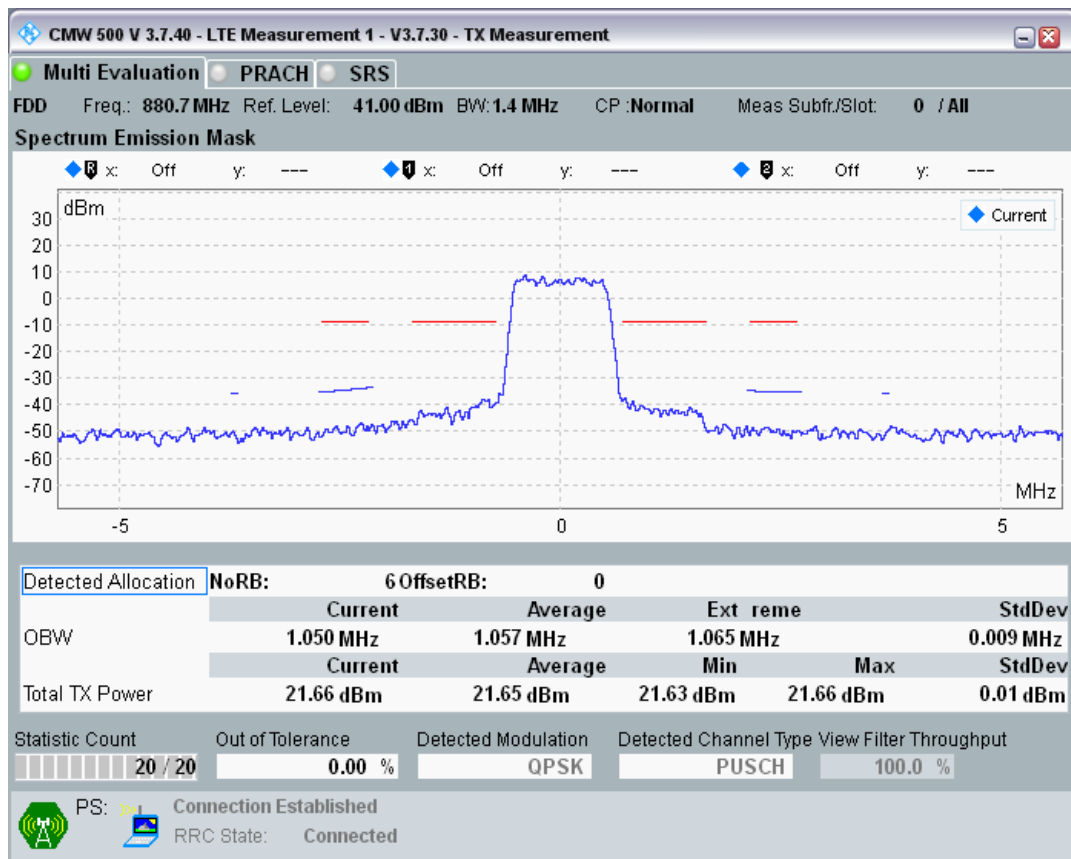 CMW 500 V 3.7.40 - LTE Measurement 1 - V3.7.30 - TX Measurement
Multi Evaluation PRACH SRS
FDD Freq.: 880.7 MHz Ref. Level: 41.00 dBm BW: 1.4 MHz CP :Normal Meas Subfr./Slot: 0 / All
Spectrum Emission Mask
R x: Off y: --- 1 x: Off y: --- 2 x: Off y: ---
dBm
Current
30
20
10
0
-10
-20
-30
-40
-50
-60
-70
MHz
-5 0 5
Detected Allocation NoRB: 6 OffsetRB: 0
Current Average Ext reme StdDev
OBW 1.050 MHz 1.057 MHz 1.065 MHz 0.009 MHz
Current Average Min Max StdDev
Total TX Power 21.66 dBm 21.65 dBm 21.63 dBm 21.66 dBm 0.01 dBm
Statistic Count Out of Tolerance Detected Modulation Detected Channel Type View Filter Throughput
20 / 20 0.00 % QPSK PUSCH 100.0 %
PS: Connection Established
RRC State: Connected